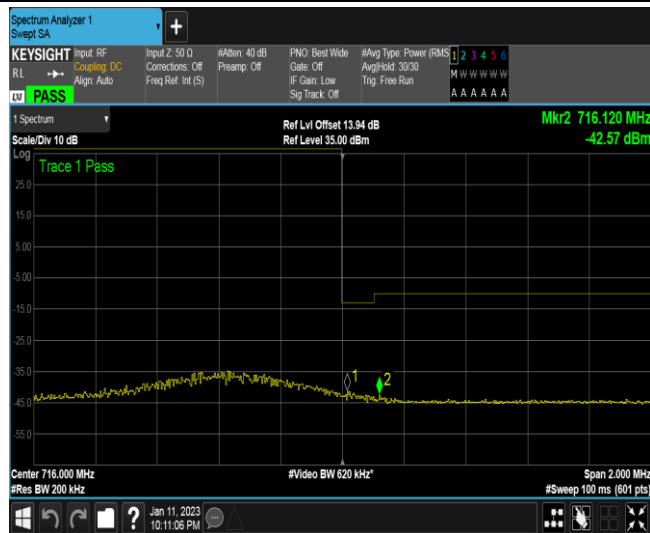 Spectrum Analyzer 1
Swept SA
+
KEYSIGHT
RL
LXI PASS
Input: RF
Coupling: DC
Align: Auto
Input Z: 50 Ω
Corrections: Off
Freq Ref: Int (S)
#Atten: 40 dB
Preamp: Off
PNO: Best Wide
Gate: Off
IF Gain: Low
Sig Track: Off
#Avg Type: Power (RMS
Avg|Hold: 30/30
Trig: Free Run
1 2 3 4 5 6
M W W W W W
A A A A A A
1 Spectrum
Scale/Div 10 dB
Ref Lvl Offset 13.94 dB
Ref Level 35.00 dBm
Mkr2 716.120 MHz
-42.57 dBm
Log
Trace 1 Pass
25.0
15.0
5.00
-5.00
-15.0
-25.0
-35.0
1
2
-45.0
-55.0
Center 716.000 MHz
#Video BW 620 kHz*
Span 2.000 MHz
#Res BW 200 kHz
#Sweep 100 ms (601 pts)
?
Jan 11, 2023
10:11:06 PM